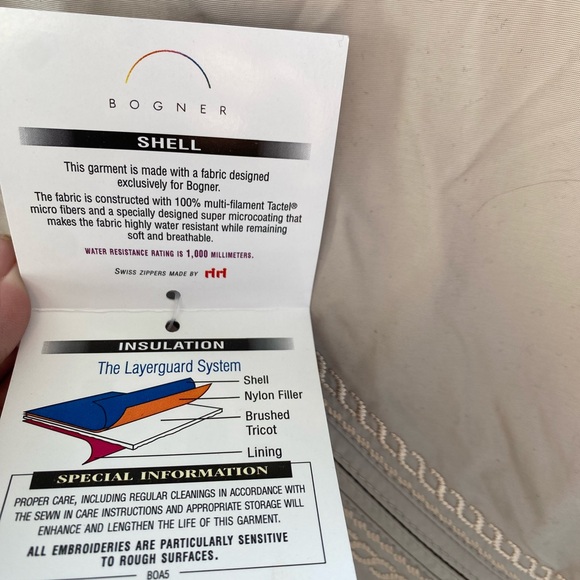 BOGNER
SHELL
This garment is made with a fabric designed
exclusively for Bogner.
The fabric is constructed with 100% multi-filament Tactel®
micro fibers and a specially designed super microcoating that
makes the fabric highly water resistant while remaining
soft and breathable.
WATER RESISTANCE RATING IS 1,000 MILLIMETERS.
SWISS ZIPPERS MADE BY riri
INSULATION
The Layerguard System
Shell
Nylon Filler
Brushed
Tricot
Lining
SPECIAL INFORMATION
PROPER CARE, INCLUDING REGULAR CLEANINGS IN ACCORDANCE WITH
THE SEWN IN CARE INSTRUCTIONS AND APPROPRIATE STORAGE WILL
ENHANCE AND LENGTHEN THE LIFE OF THIS GARMENT.
ALL EMBROIDERIES ARE PARTICULARLY SENSITIVE
TO ROUGH SURFACES.
BOA5